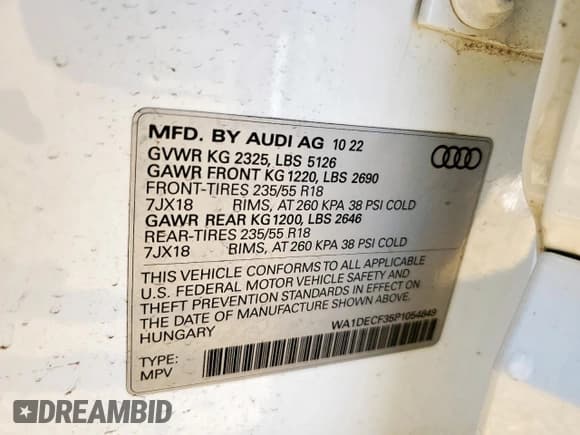 MFD. BY AUDI AG 10 22
GVWR KG 2325, LBS 5126
GAWR FRONT KG 1220, LBS 2690
FRONT-TIRES 235/55 R18
7JX18 RIMS, AT 260 KPA 38 PSI COLD
GAWR REAR KG 1200, LBS 2646
REAR-TIRES 235/55 R18
7JX18 RIMS, AT 260 KPA 38 PSI COLD
THIS VEHICLE CONFORMS TO ALL APPLICABLE
U.S. FEDERAL MOTOR VEHICLE SAFETY AND
THEFT PREVENTION STANDARDS IN EFFECT ON
THE DATE OF MANUFACTURE SHOWN ABOVE.
HUNGARY
WA1DECF3SP1054849
TYPE:
MPV
DREAMBID